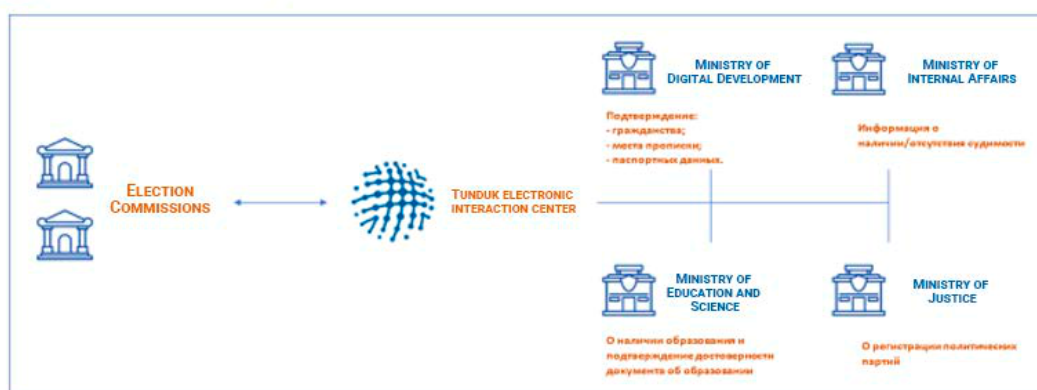 ELECTION
COMMISSIONS
TUNDUK ELECTRONIC
INTERACTION CENTER
MINISTRY OF
DIGITAL DEVELOPMENT
Подтверждение:
- гражданства;
- места прописки;
- паспортных данных.
MINISTRY OF
INTERNAL AFFAIRS
Информация о
наличии/отсутствия судимости
MINISTRY OF
EDUCATION AND
SCIENCE
О наличии образования и
подтверждение достоверности
документа об образовании
MINISTRY OF
JUSTICE
О регистрации политических
партий